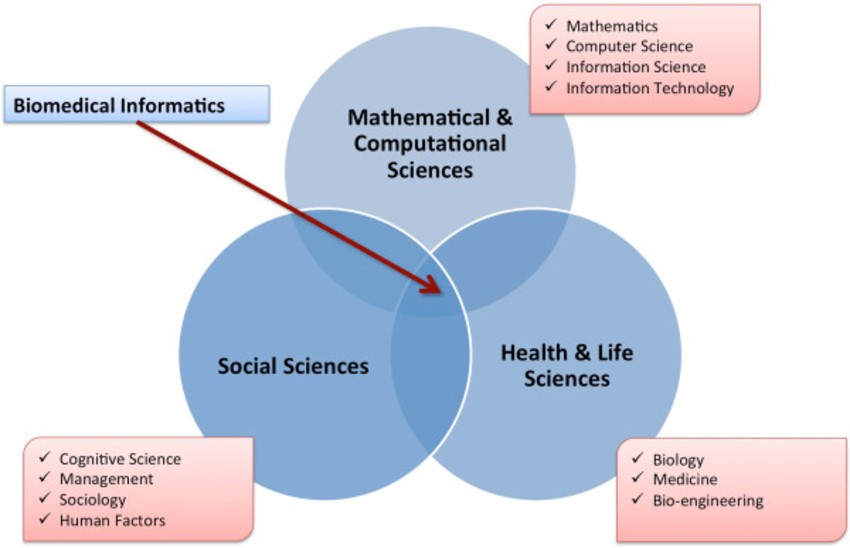 Mathematics
Computer Science
Information Science
Information Technology
Biomedical Informatics
Mathematical &
Computational
Sciences
Social Sciences
Health & Life
Sciences
Cognitive Science
Management
Sociology
Human Factors
Biology
Medicine
Bio-engineering